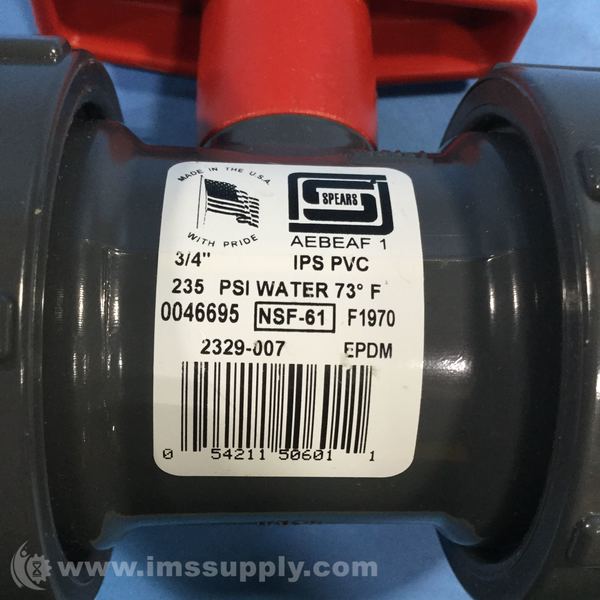 MADE IN THE U.S.A.
WITH PRIDE
SPEARS
AEBEAF 1
3/4" IPS PVC
235 PSI WATER 73° F
0046695 NSF-61 F1970
2329-007 EPDM
0 54211 50601 1
www.imssupply.com